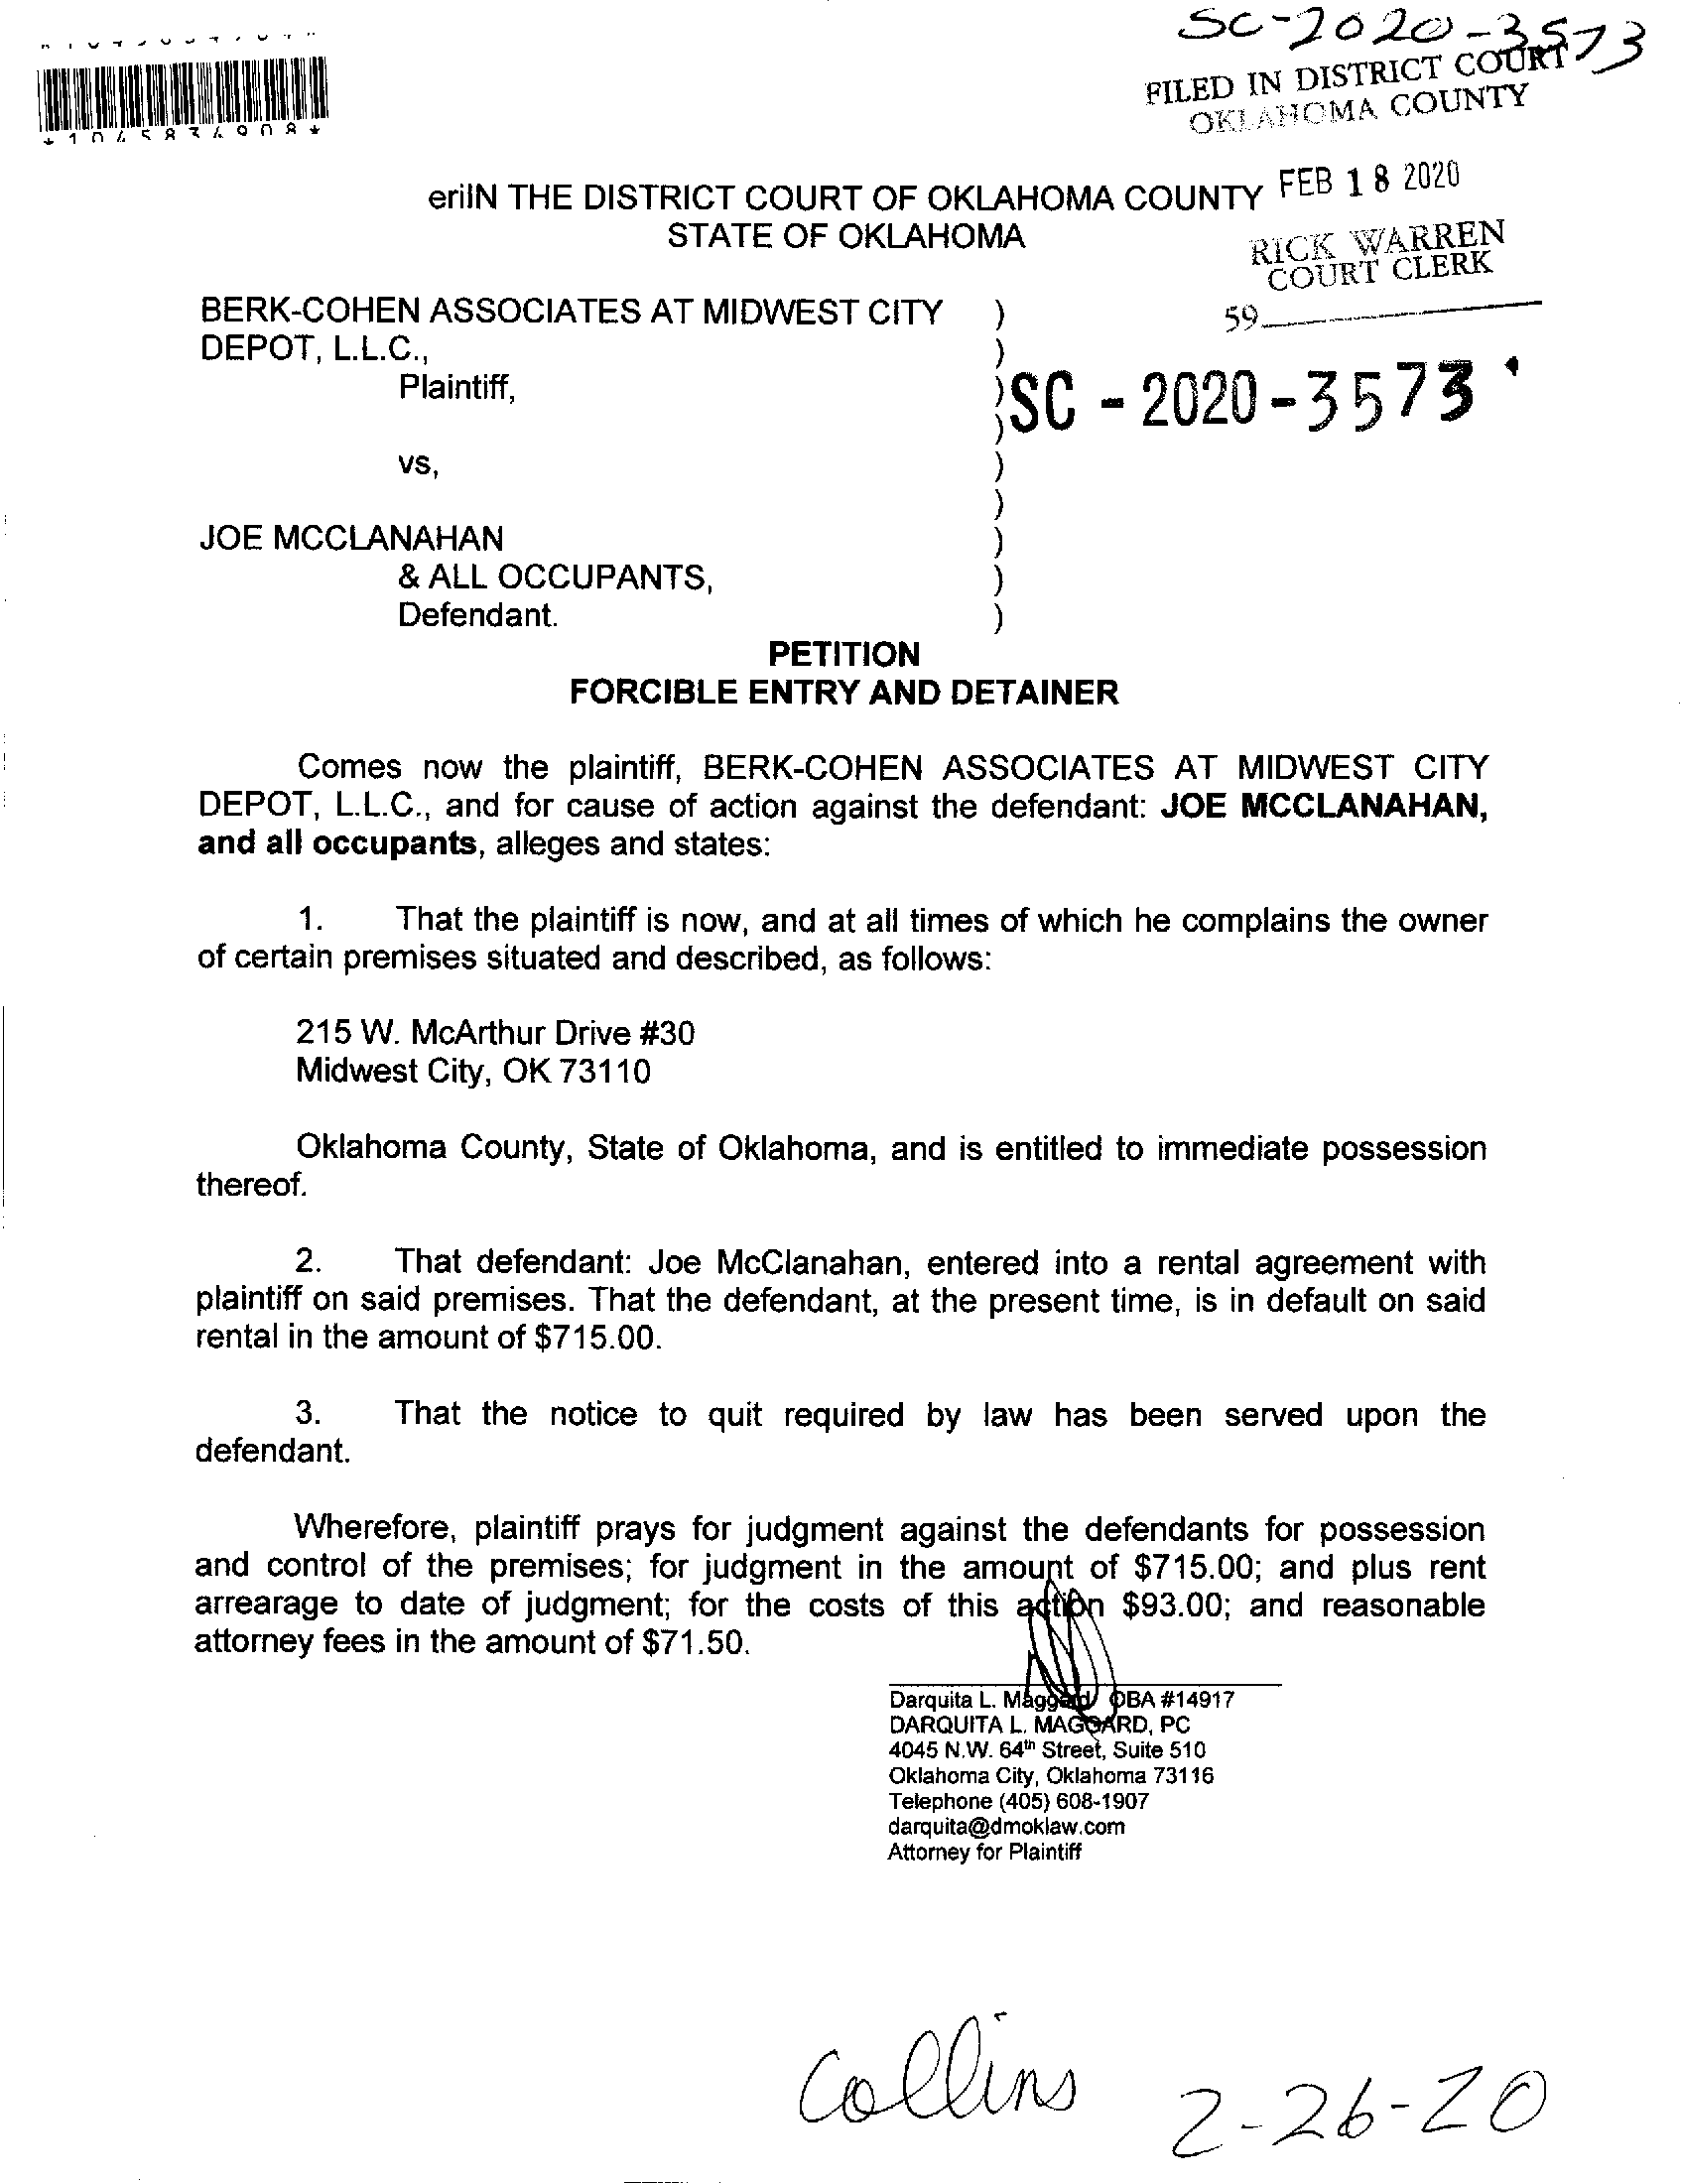 SC-2020-3573
FILED IN DISTRICT COURT
OKLAHOMA COUNTY
*1045834908*
FEB 18 2020
eriIN THE DISTRICT COURT OF OKLAHOMA COUNTY
STATE OF OKLAHOMA
RICK WARREN
COURT CLERK
59
BERK-COHEN ASSOCIATES AT MIDWEST CITY )
DEPOT, L.L.C., )
Plaintiff, )
)
SC - 2020 - 3573
vs, )
)
JOE MCCLANAHAN )
& ALL OCCUPANTS, )
Defendant. )
PETITION
FORCIBLE ENTRY AND DETAINER
Comes now the plaintiff, BERK-COHEN ASSOCIATES AT MIDWEST CITY
DEPOT, L.L.C., and for cause of action against the defendant: JOE MCCLANAHAN,
and all occupants, alleges and states:
1. That the plaintiff is now, and at all times of which he complains the owner
of certain premises situated and described, as follows:
215 W. McArthur Drive #30
Midwest City, OK 73110
Oklahoma County, State of Oklahoma, and is entitled to immediate possession
thereof.
2. That defendant: Joe McClanahan, entered into a rental agreement with
plaintiff on said premises. That the defendant, at the present time, is in default on said
rental in the amount of $715.00.
3. That the notice to quit required by law has been served upon the
defendant.
Wherefore, plaintiff prays for judgment against the defendants for possession
and control of the premises; for judgment in the amount of $715.00; and plus rent
arrearage to date of judgment; for the costs of this action $93.00; and reasonable
attorney fees in the amount of $71.50.
Darquita L. Maggard, OBA #14917
DARQUITA L. MAGGARD, PC
4045 N.W. 64th Street, Suite 510
Oklahoma City, Oklahoma 73116
Telephone (405) 608-1907
darquita@dmoklaw.com
Attorney for Plaintiff
Collins 2-26-20